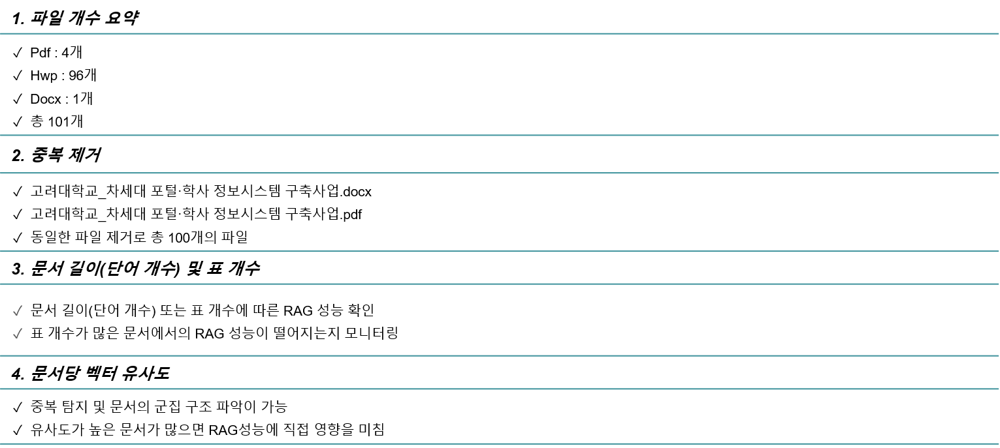 1. 파일 개수 요약
✓ Pdf : 4개
✓ Hwp : 96개
✓ Docx : 1개
✓ 총 101개
2. 중복 제거
✓ 고려대학교_차세대 포털·학사 정보시스템 구축사업.docx
✓ 고려대학교_차세대 포털·학사 정보시스템 구축사업.pdf
✓ 동일한 파일 제거로 총 100개의 파일
3. 문서 길이(단어 개수) 및 표 개수
✓ 문서 길이(단어 개수) 또는 표 개수에 따른 RAG 성능 확인
✓ 표 개수가 많은 문서에서의 RAG 성능이 떨어지는지 모니터링
4. 문서당 벡터 유사도
✓ 중복 탐지 및 문서의 군집 구조 파악이 가능
✓ 유사도가 높은 문서가 많으면 RAG성능에 직접 영향을 미침